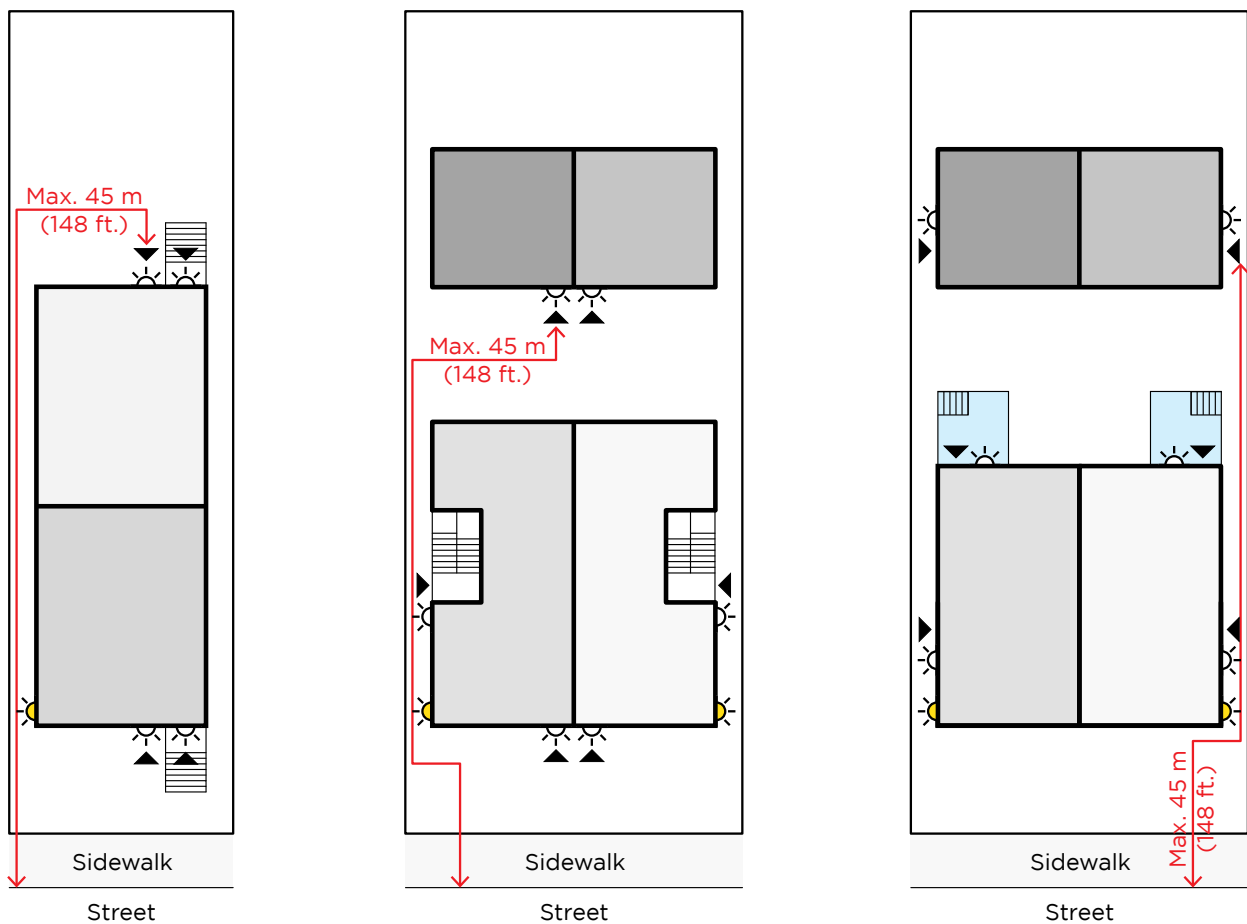 Max. 45 m
(148 ft.)
Sidewalk
Street
Max. 45 m
(148 ft.)
Sidewalk
Street
Max. 45 m
(148 ft.)
Sidewalk
Street